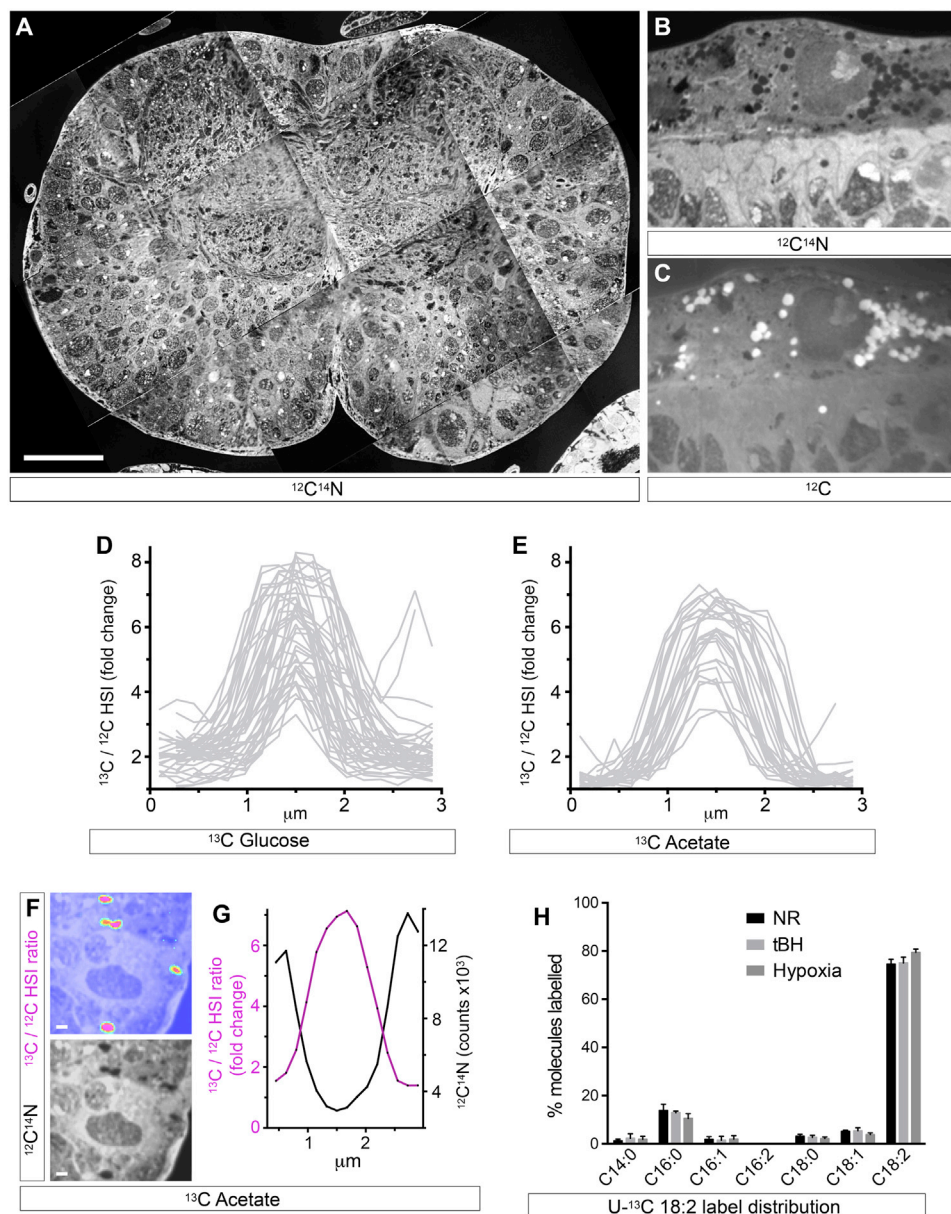 A
¹²C¹⁴N
B
¹²C¹⁴N
C
¹²C
D
¹³C / ¹²C HSI (fold change)
8
6
4
2
0 1 2 3
μm
¹³C Glucose
E
¹³C / ¹²C HSI (fold change)
8
6
4
2
0 1 2 3
μm
¹³C Acetate
F
¹³C / ¹²C HSI ratio
¹²C¹⁴N
G
¹³C / ¹²C HSI ratio
(fold change)
6
4
2
0
12
8
4
¹²C¹⁴N (counts x10³)
1 2
μm
¹³C Acetate
H
NR
tBH
Hypoxia
% molecules labelled
100
80
60
40
20
0
C14:0 C16:0 C16:1 C16:2 C18:0 C18:1 C18:2
U-¹³C 18:2 label distribution